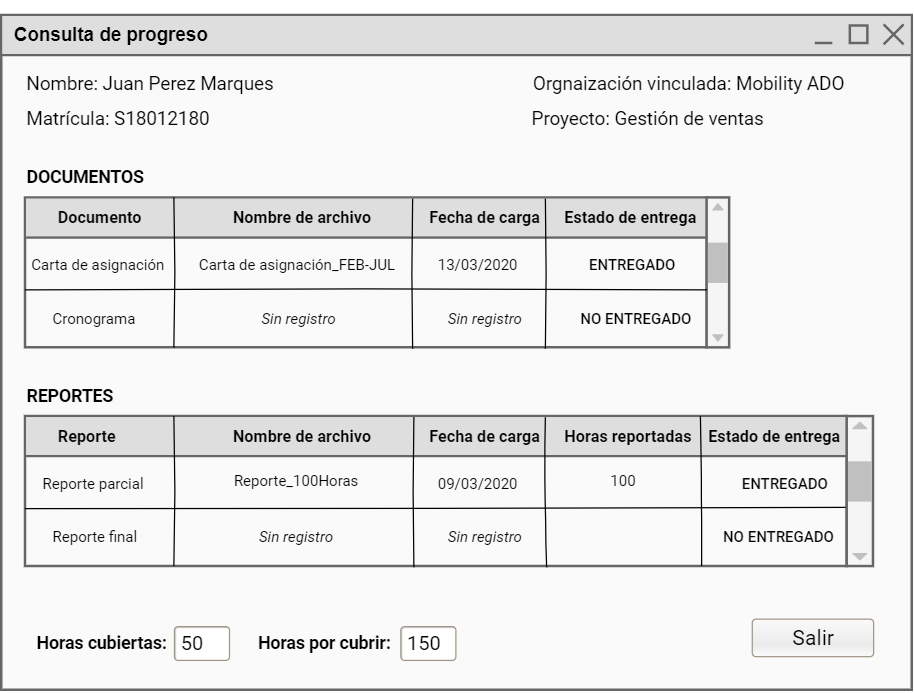 Consulta de progreso
Nombre: Juan Perez Marques
Orgnaización vinculada: Mobility ADO
Matrícula: S18012180
Proyecto: Gestión de ventas
DOCUMENTOS
Documento Nombre de archivo Fecha de carga Estado de entrega
Carta de asignación Carta de asignación_FEB-JUL 13/03/2020 ENTREGADO
Cronograma Sin registro Sin registro NO ENTREGADO
REPORTES
Reporte Nombre de archivo Fecha de carga Horas reportadas Estado de entrega
Reporte parcial Reporte_100Horas 09/03/2020 100 ENTREGADO
Reporte final Sin registro Sin registro NO ENTREGADO
Horas cubiertas: 50 Horas por cubrir: 150 Salir